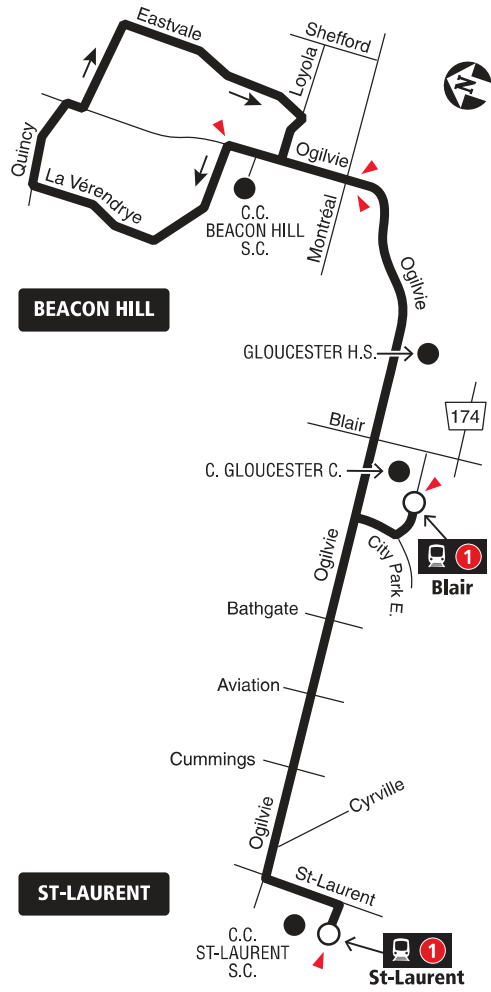 Eastvale
Shefford
Loyola
N
Quincy
Ogilvie
La Vérendrye
C.C.
BEACON HILL
S.C.
Montréal
Ogilvie
BEACON HILL
GLOUCESTER H.S.
174
Blair
C. GLOUCESTER C.
Ogilvie
City Park E.
1
Blair
Bathgate
Aviation
Cummings
Cyrville
Ogilvie
St-Laurent
ST-LAURENT
C.C.
ST-LAURENT
S.C.
1
St-Laurent